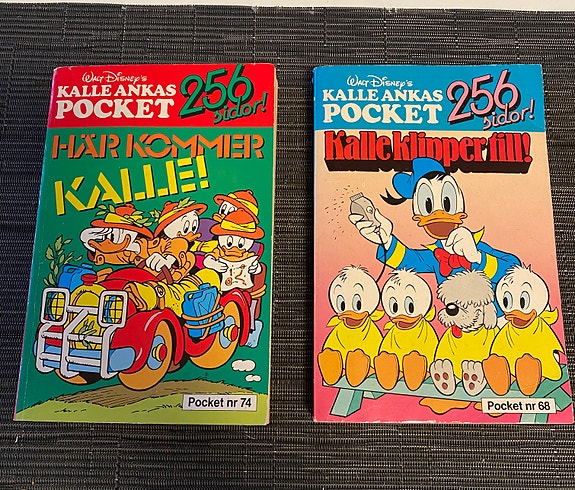 Walt Disney's
KALLE ANKAS
POCKET
256
sidor!
HÄR KOMMER
KALLE!
Pocket nr 74
Walt Disney's
KALLE ANKAS
POCKET
256
sidor!
Kalle klipper till!
Pocket nr 68